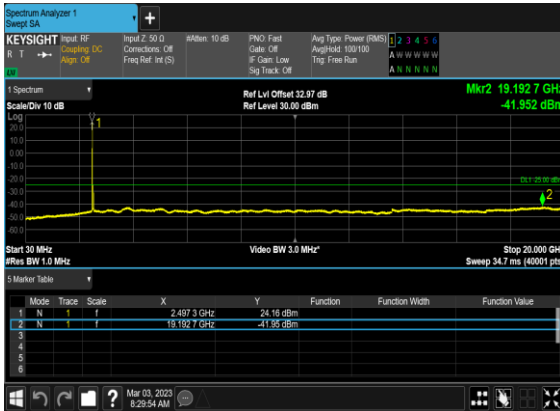 Spectrum Analyzer 1
Swept SA
KEYSIGHT Input: RF Input Z: 50 Ω #Atten: 10 dB PNO: Fast Avg Type: Power (RMS) 1 2 3 4 5 6
R T Coupling: DC Corrections: Off Gate: Off Avg|Hold: 100/100 A W W W W W
Align: Off Freq Ref: Int (S) IF Gain: Low Trig: Free Run
Sig Track: Off A N N N N N
1 Spectrum Ref Lvl Offset 32.97 dB Mkr2 19.192 7 GHz
Scale/Div 10 dB Ref Level 30.00 dBm -41.952 dBm
Log
20.0
10.0
0.00
-10.0
-20.0
-30.0
-40.0
-50.0
-60.0
1
DL1 -25.00 dBm
2
Start 30 MHz Video BW 3.0 MHz* Stop 20.000 GHz
#Res BW 1.0 MHz Sweep 34.7 ms (40001 pts)
5 Marker Table
Mode Trace Scale X Y Function Function Width Function Value
1 N 1 f 2.497 3 GHz 24.16 dBm
2 N 1 f 19.192 7 GHz -41.95 dBm
3
4
5
6
Mar 03, 2023
8:29:54 AM